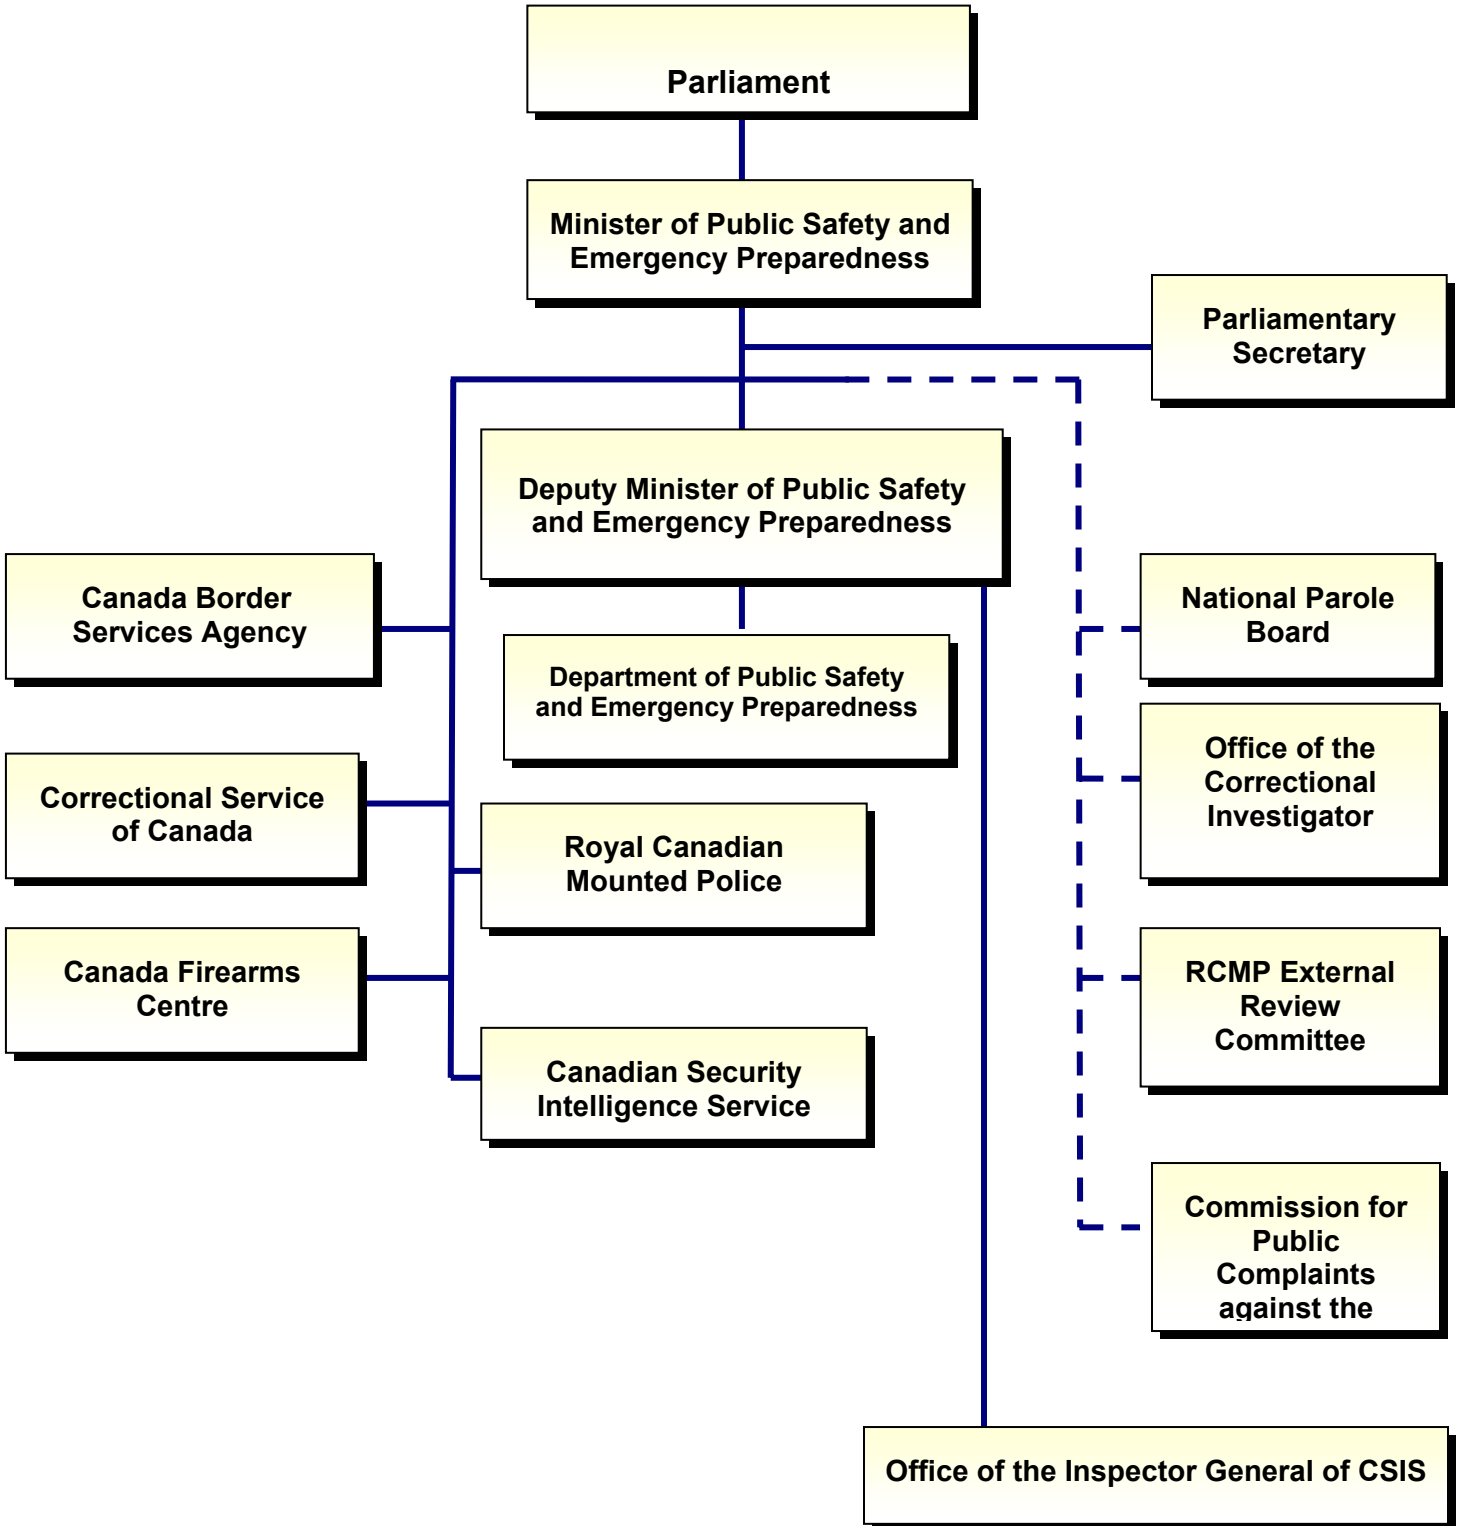 Parliament
Minister of Public Safety and
Emergency Preparedness
Parliamentary
Secretary
Deputy Minister of Public Safety
and Emergency Preparedness
Canada Border
Services Agency
National Parole
Board
Department of Public Safety
and Emergency Preparedness
Office of the
Correctional
Investigator
Correctional Service
of Canada
Royal Canadian
Mounted Police
Canada Firearms
Centre
RCMP External
Review
Committee
Canadian Security
Intelligence Service
Commission for
Public
Complaints
against the
Office of the Inspector General of CSIS